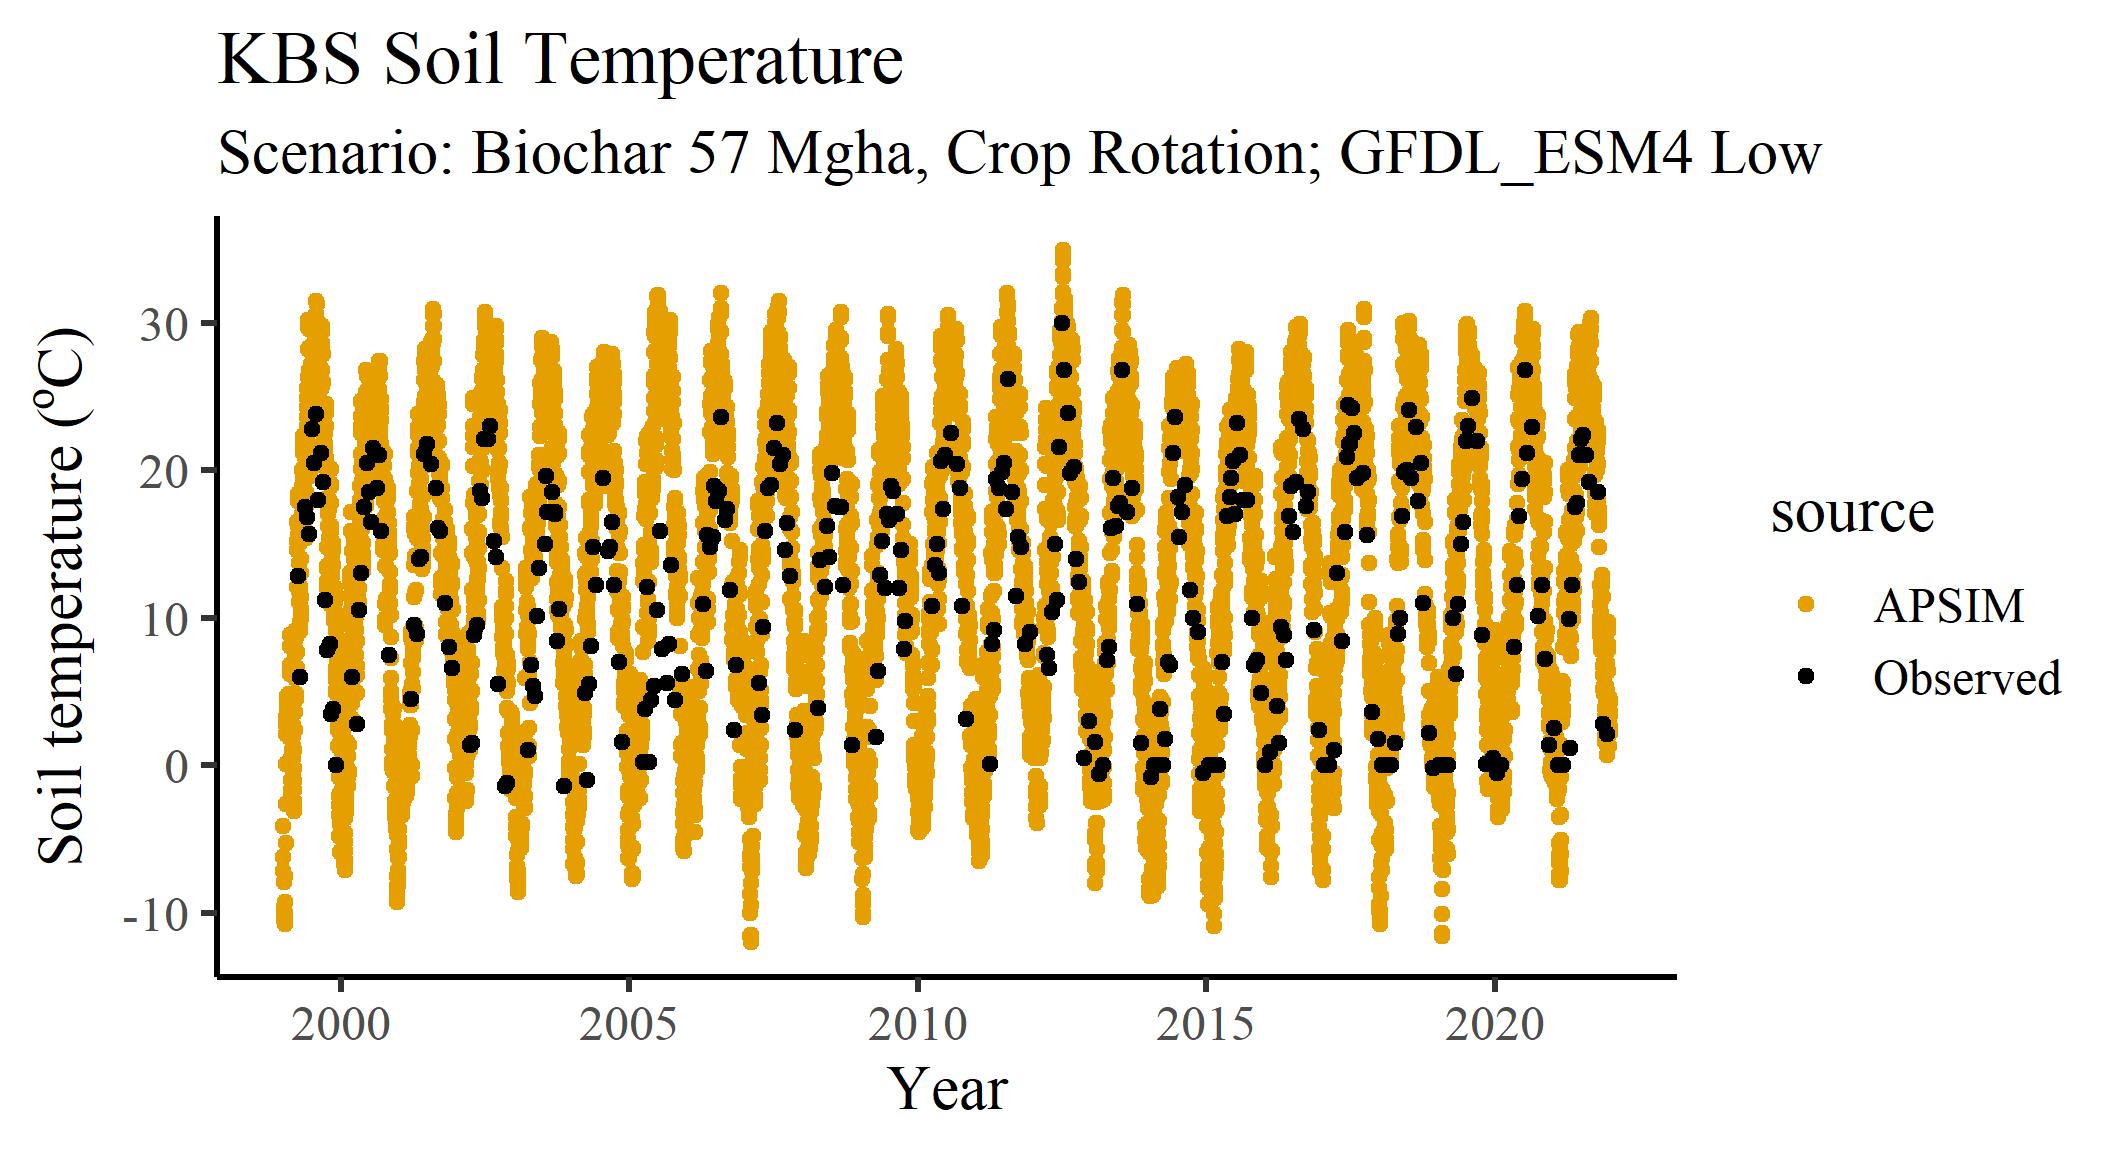 KBS Soil Temperature
Scenario: Biochar 57 Mgha, Crop Rotation; GFDL_ESM4 Low
Soil temperature (ºC)
30
20
10
0
-10
2000 2005 2010 2015 2020
Year
source
APSIM
Observed